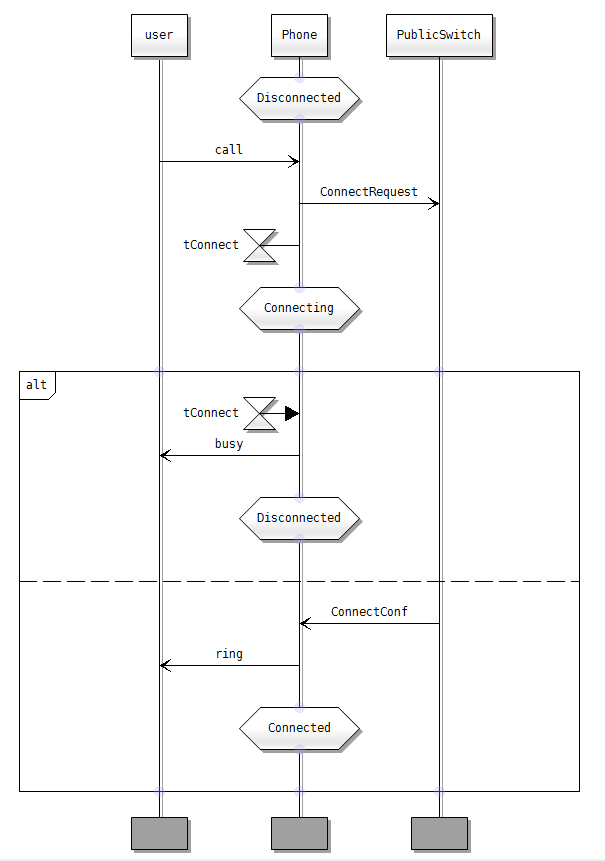 user
Phone
PublicSwitch
Disconnected
call
ConnectRequest
tConnect
Connecting
alt
tConnect
busy
Disconnected
ConnectConf
ring
Connected